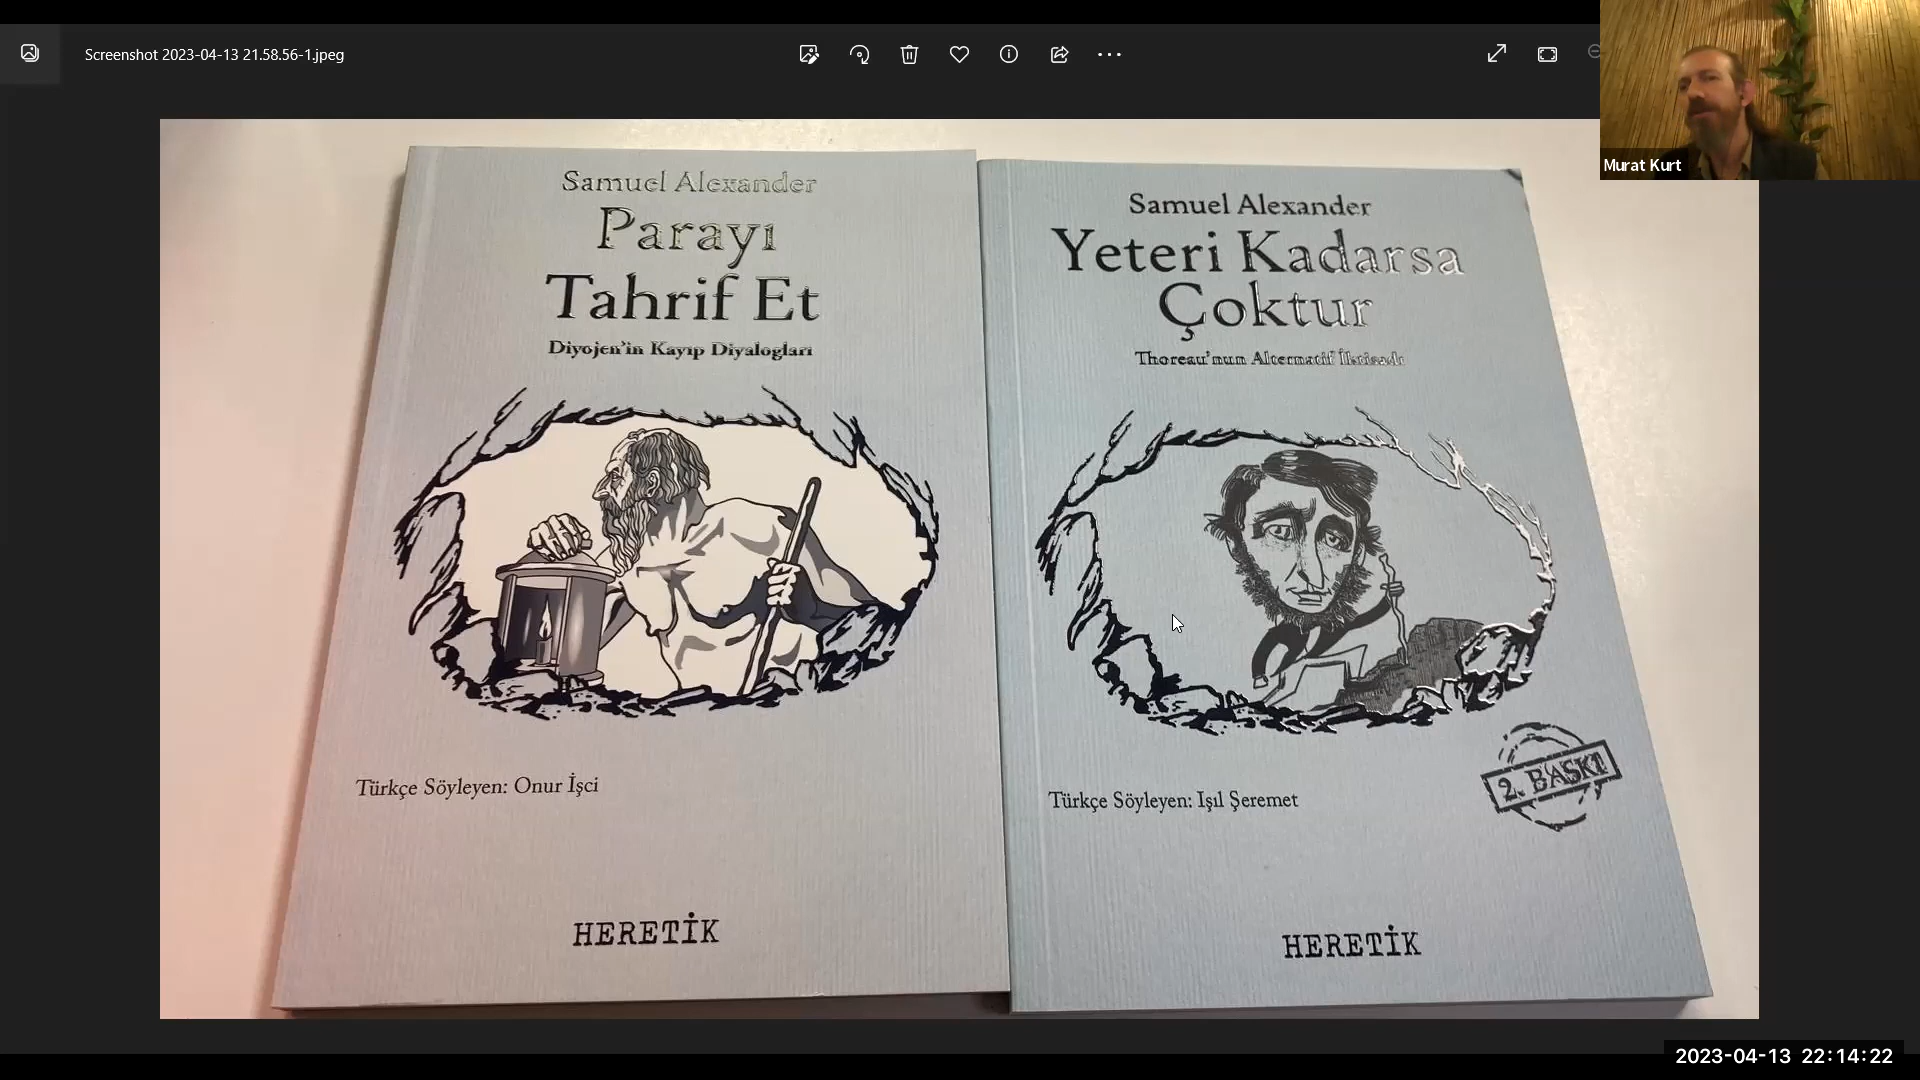 Screenshot 2023-04-13 21.58.56-1.jpeg
Murat Kurt
Samuel Alexander
Parayı
Tahrif Et
Diyojen'in Kayıp Diyalogları
Türkçe Söyleyen: Onur İşci
HERETİK
Samuel Alexander
Yeteri Kadarsa
Çoktur
Thoreau'nun Alternatif İktisadı
2. BASKI
Türkçe Söyleyen: Işıl Şeremet
HERETİK
2023-04-13 22:14:22